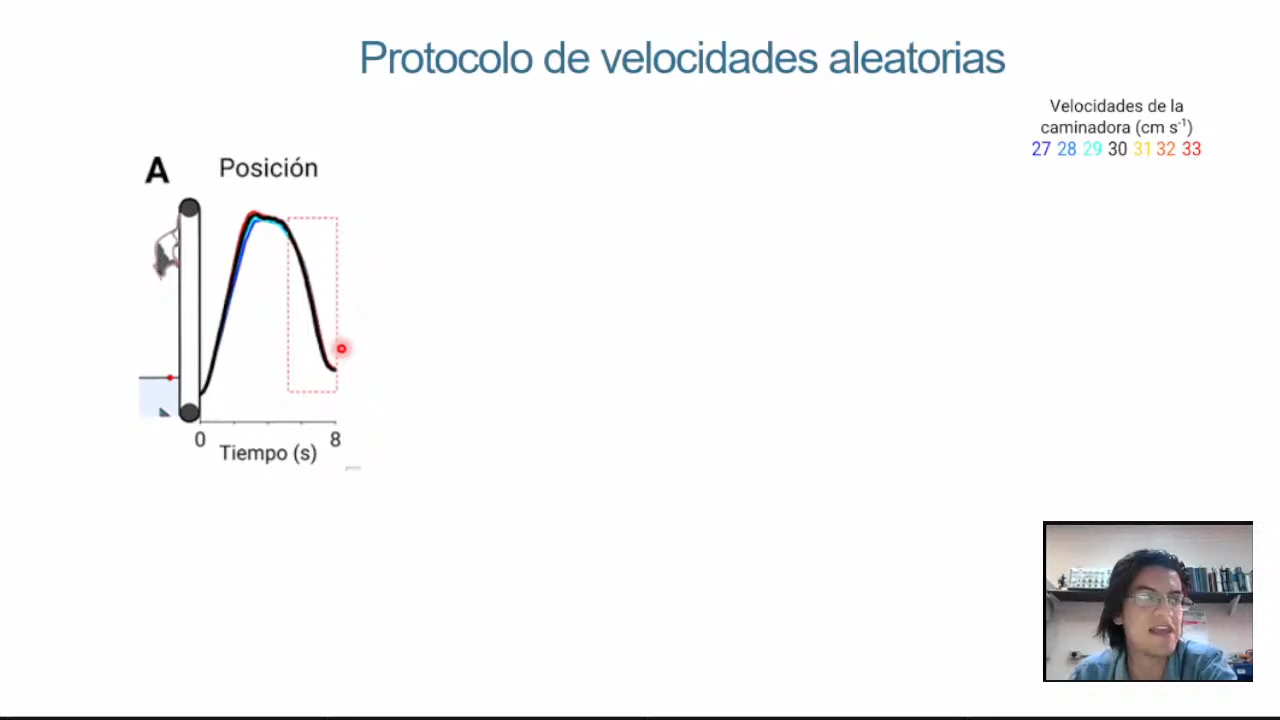 Protocolo de velocidades aleatorias
Velocidades de la
caminadora (cm s⁻¹)
27 28 29 30 31 32 33
A Posición
0 8
Tiempo (s)